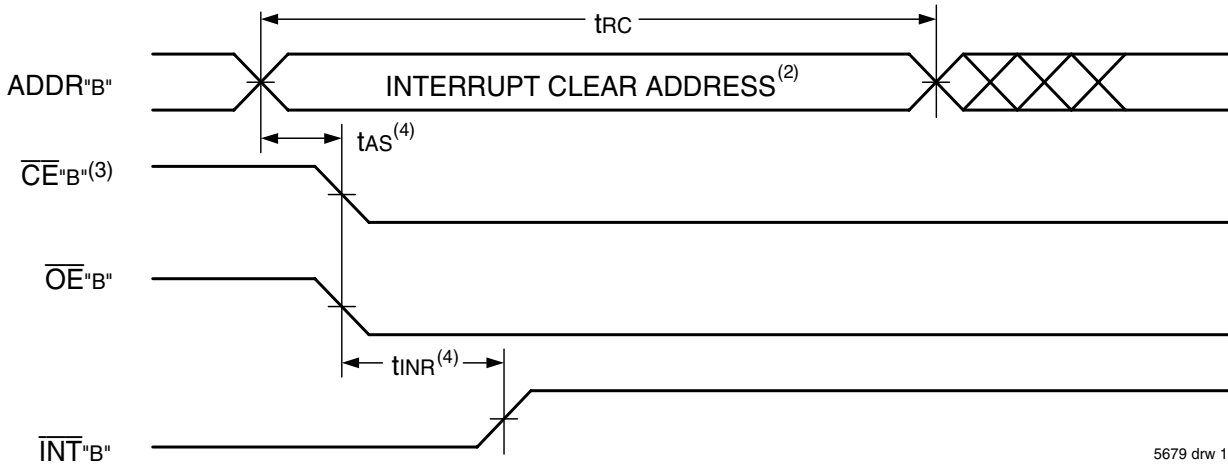 tRC
ADDR"B"
INTERRUPT CLEAR ADDRESS(2)
tAS(4)
CE"B"(3)
OE"B"
tINR(4)
INT"B"
5679 drw 1